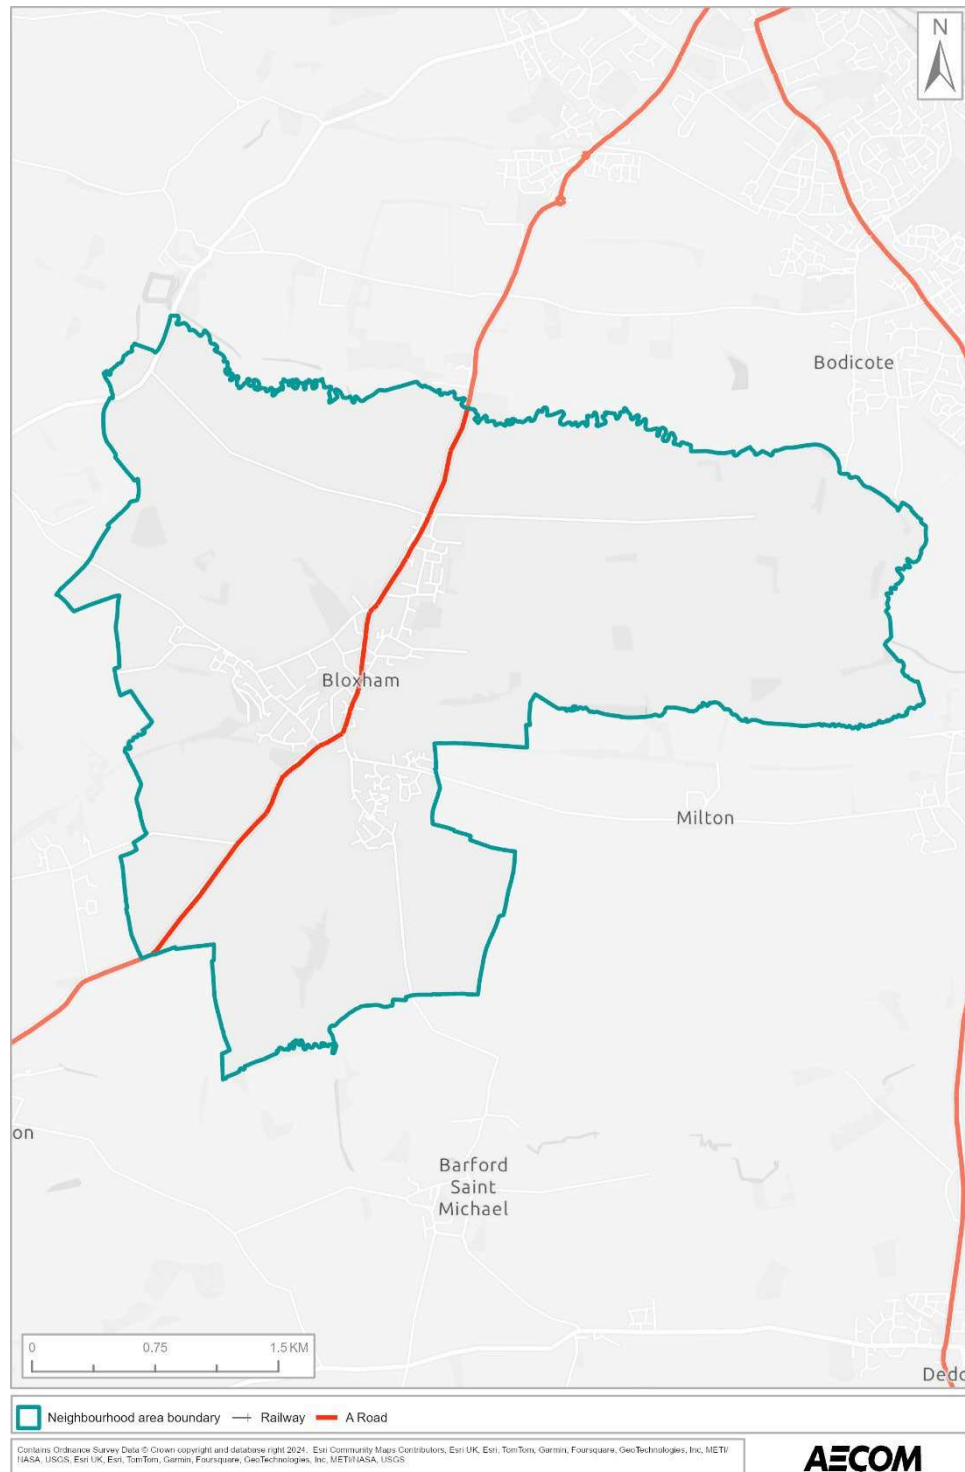 N
Bodicote
Bloxham
Milton
on
Barford
Saint
Michael
0 0.75 1.5 KM
Dedd
Neighbourhood area boundary Railway A Road
Contains Ordnance Survey Data © Crown copyright and database right 2024. Esri Community Maps Contributors, Esri UK, Esri, TomTom, Garmin, Foursquare, GeoTechnologies, Inc, METI/
NASA, USGS, Esri UK, Esri, TomTom, Garmin, Foursquare, GeoTechnologies, Inc, METI/NASA, USGS
AECOM